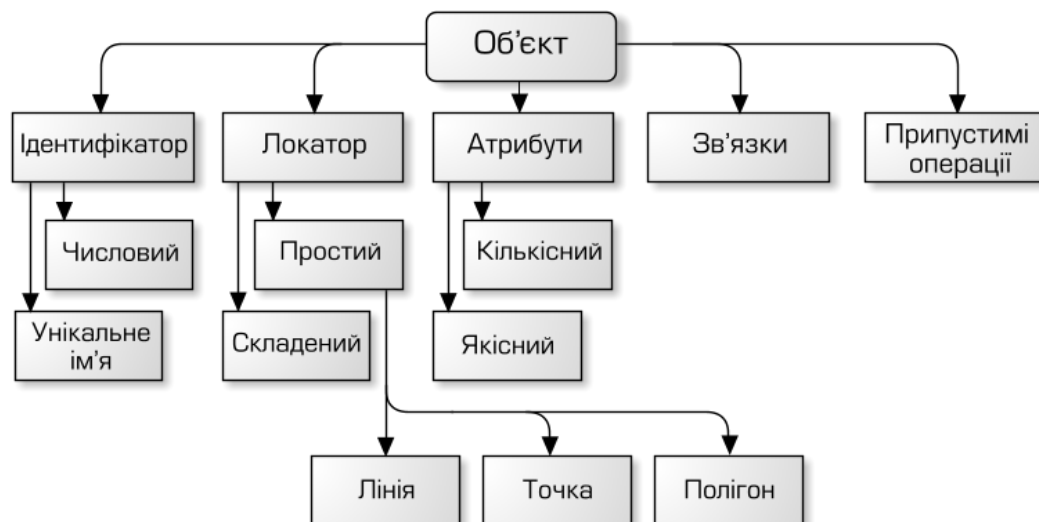 Об'єкт
Ідентифікатор
Локатор
Атрибути
Зв'язки
Припустимі
операції
Числовий
Простий
Кількісний
Унікальне
ім'я
Складений
Якісний
Лінія
Точка
Полігон